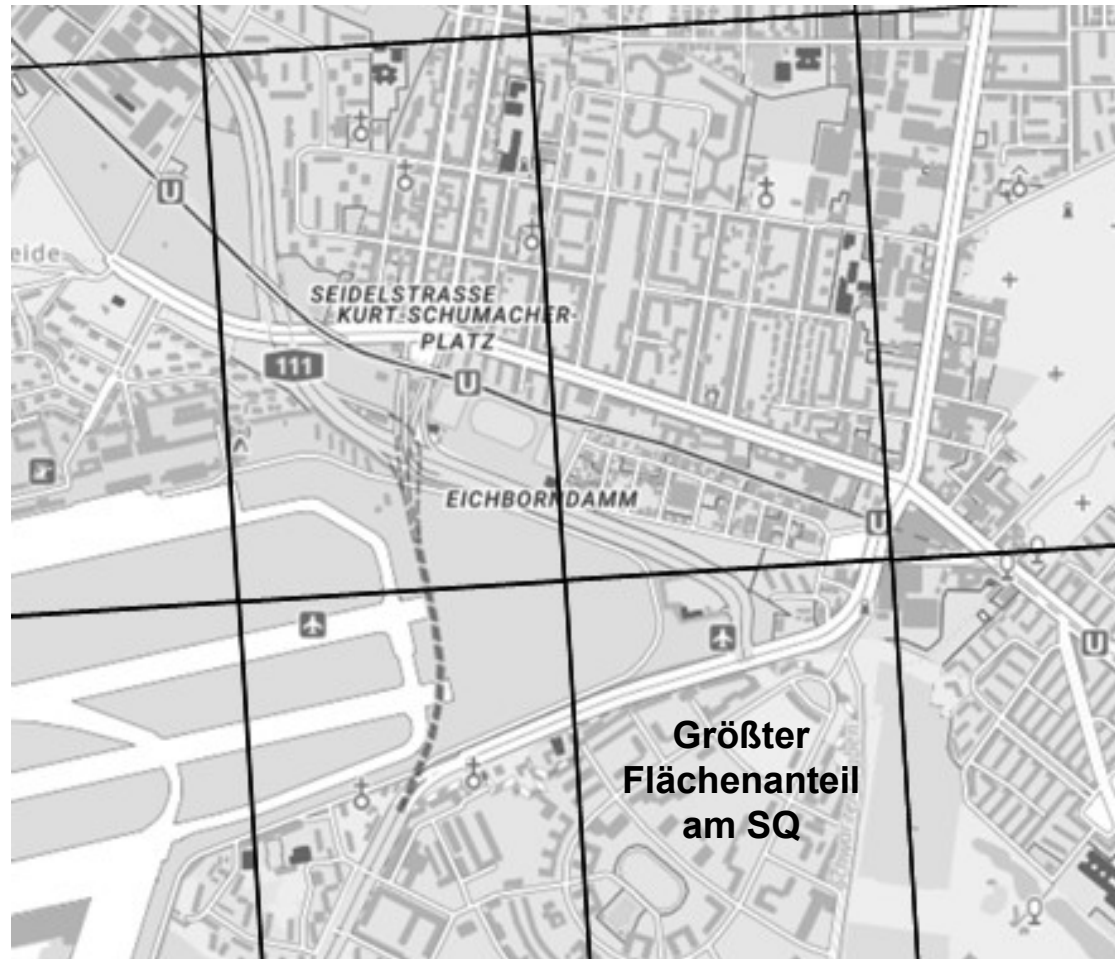 eide
U
SEIDELSTRASSE
KURT-SCHUMACHER-
PLATZ
111
U
EICHBORNDAMM
U
U
Größter
Flächenanteil
am SQ